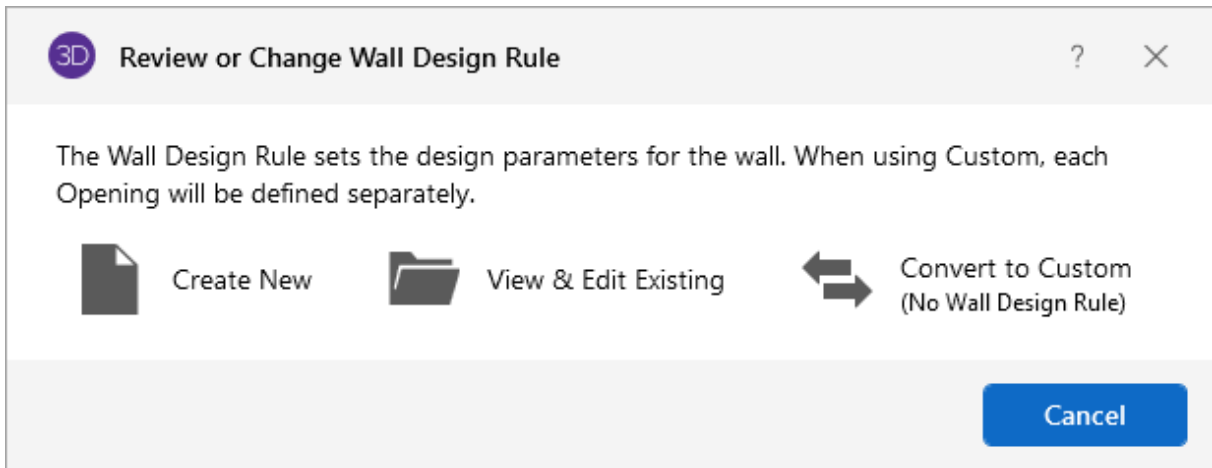 3D Review or Change Wall Design Rule ?
The Wall Design Rule sets the design parameters for the wall. When using Custom, each
Opening will be defined separately.
Create New
View & Edit Existing
Convert to Custom
(No Wall Design Rule)
Cancel